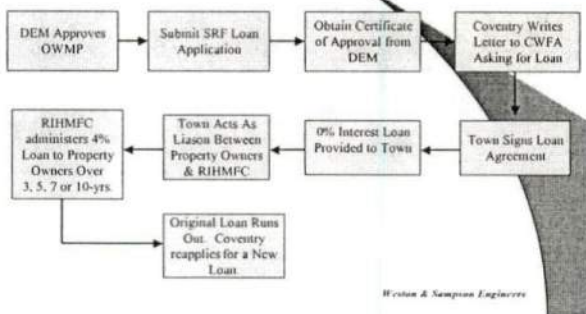 DEM Approves
OWMP
Submit SRF Loan
Application
Obtain Certificate
of Approval from
DEM
Coventry Writes
Letter to CWFA
Asking for Loan
Town Signs Loan
Agreement
0% Interest Loan
Provided to Town
Town Acts As
Liason Between
Property Owners
& RIHMFC
RIHMFC
administers 4%
Loan to Property
Owners Over
3, 5, 7 or 10-yrs.
Original Loan Runs
Out. Coventry
reapplies for a New
Loan.
Weston & Sampson Engineers